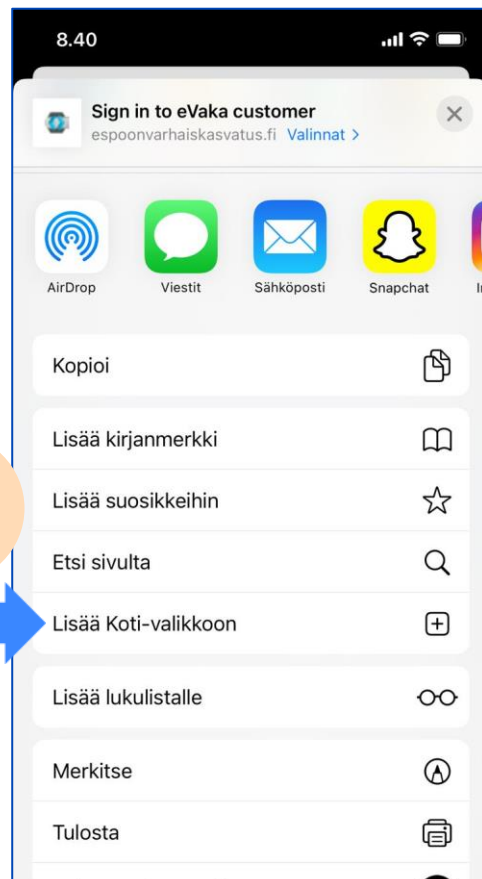 8.40
Sign in to eVaka customer
espoonvarhaiskasvatus.fi Valinnat >
AirDrop Viestit Sähköposti Snapchat
Kopioi
Lisää kirjanmerkki
Lisää suosikkeihin
Etsi sivulta
Lisää Koti-valikkoon
Lisää lukulistalle
Merkitse
Tulosta